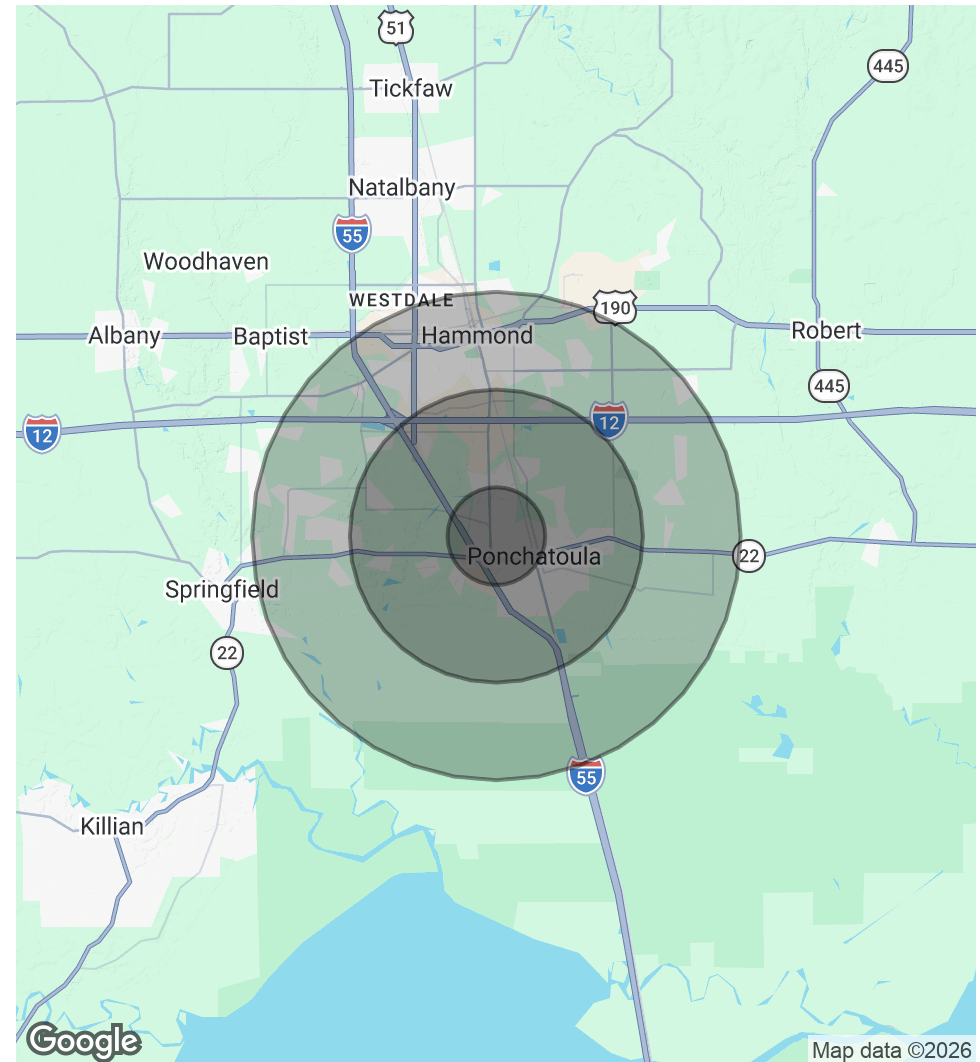 51
445
Tickfaw
Natalbany
55
Woodhaven
WESTDALE
190
Albany
Baptist
Hammond
Robert
445
12
12
Ponchatoula
22
Springfield
22
55
Killian
Google
Map data ©2026